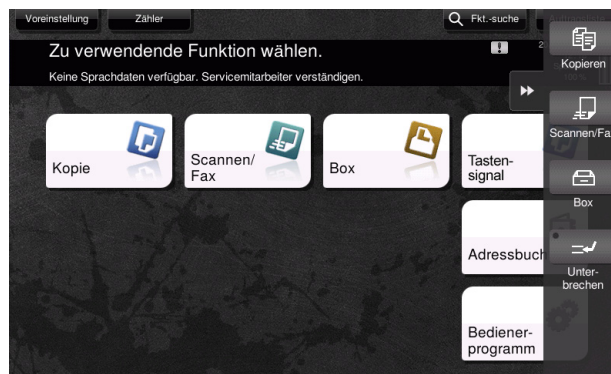 Voreinstellung
Zähler
Fkt.-suche
Zu verwendende Funktion wählen.
Keine Sprachdaten verfügbar. Servicemitarbeiter verständigen.
Kopieren
Scannen/Fa
Box
Unter-
brechen
Kopie
Scannen/
Fax
Box
Tasten-
signal
Adressbuch
Bediener-
programm